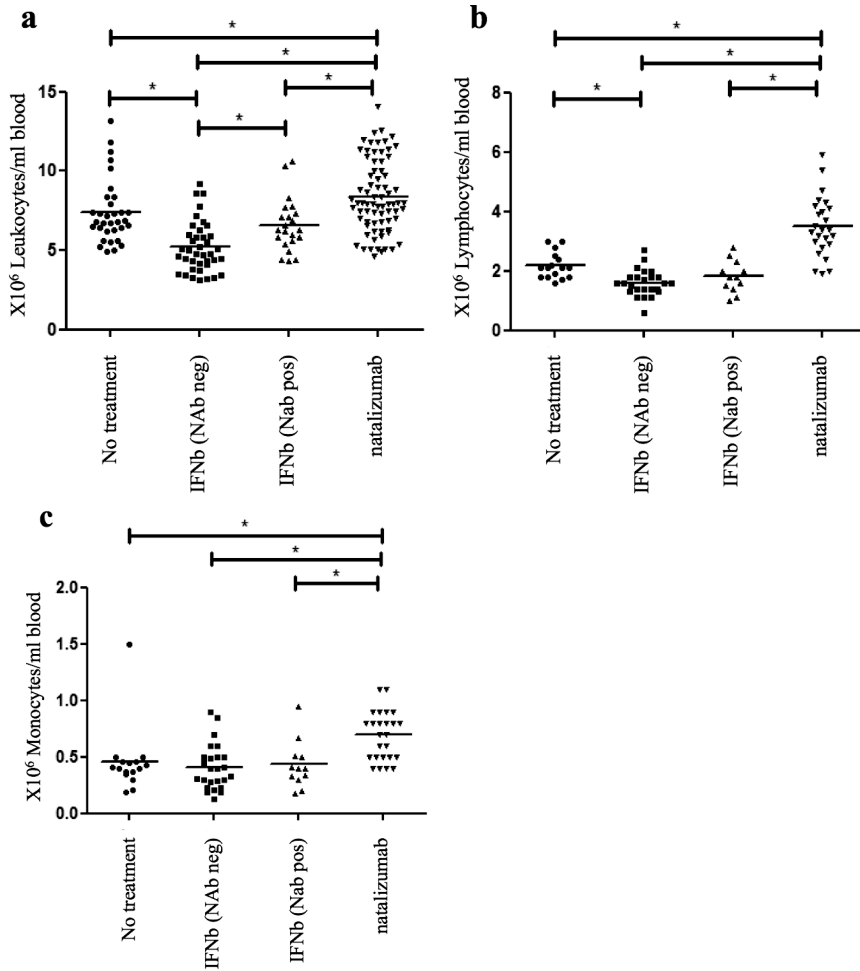 a
*
*
*
*
*
X10⁶ Leukocytes/ml blood
15
10
5
0
No treatment
IFNb (NAb neg)
IFNb (Nab pos)
natalizumab
b
*
*
*
*
X10⁶ Lymphocytes/ml blood
8
6
4
2
0
No treatment
IFNb (NAb neg)
IFNb (Nab pos)
natalizumab
c
*
*
*
X10⁶ Monocytes/ml blood
2.0
1.5
1.0
0.5
0.0
No treatment
IFNb (NAb neg)
IFNb (Nab pos)
natalizumab